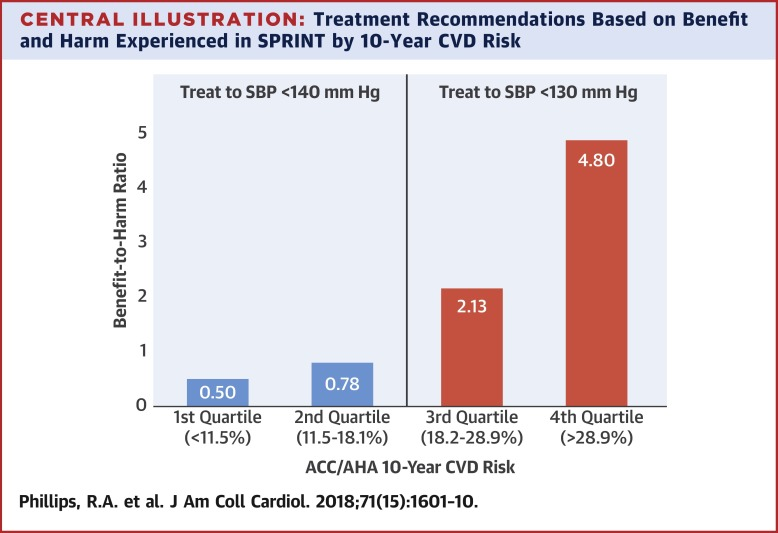 CENTRAL ILLUSTRATION: Treatment Recommendations Based on Benefit
and Harm Experienced in SPRINT by 10-Year CVD Risk
Treat to SBP <140 mm Hg
Treat to SBP <130 mm Hg
Benefit-to-Harm Ratio
5
4
3
2
1
0
0.50
0.78
2.13
4.80
1st Quartile
(<11.5%)
2nd Quartile
(11.5-18.1%)
3rd Quartile
(18.2-28.9%)
4th Quartile
(>28.9%)
ACC/AHA 10-Year CVD Risk
Phillips, R.A. et al. J Am Coll Cardiol. 2018;71(15):1601-10.